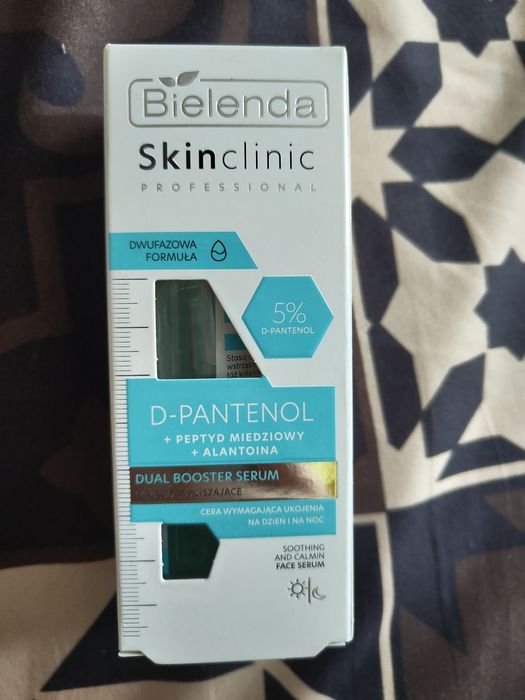 Bielenda
Skinclinic
PROFESSIONAL
DWUFAZOWA
FORMUŁA
5%
D-PANTENOL
D-PANTENOL
+ PEPTYD MIEDZIOWY
+ ALANTOINA
DUAL BOOSTER SERUM
CERA WYMAGAJĄCA UKOJENIA
NA DZIEŃ I NA NOC
SOOTHING
AND CALMIN
FACE SERUM